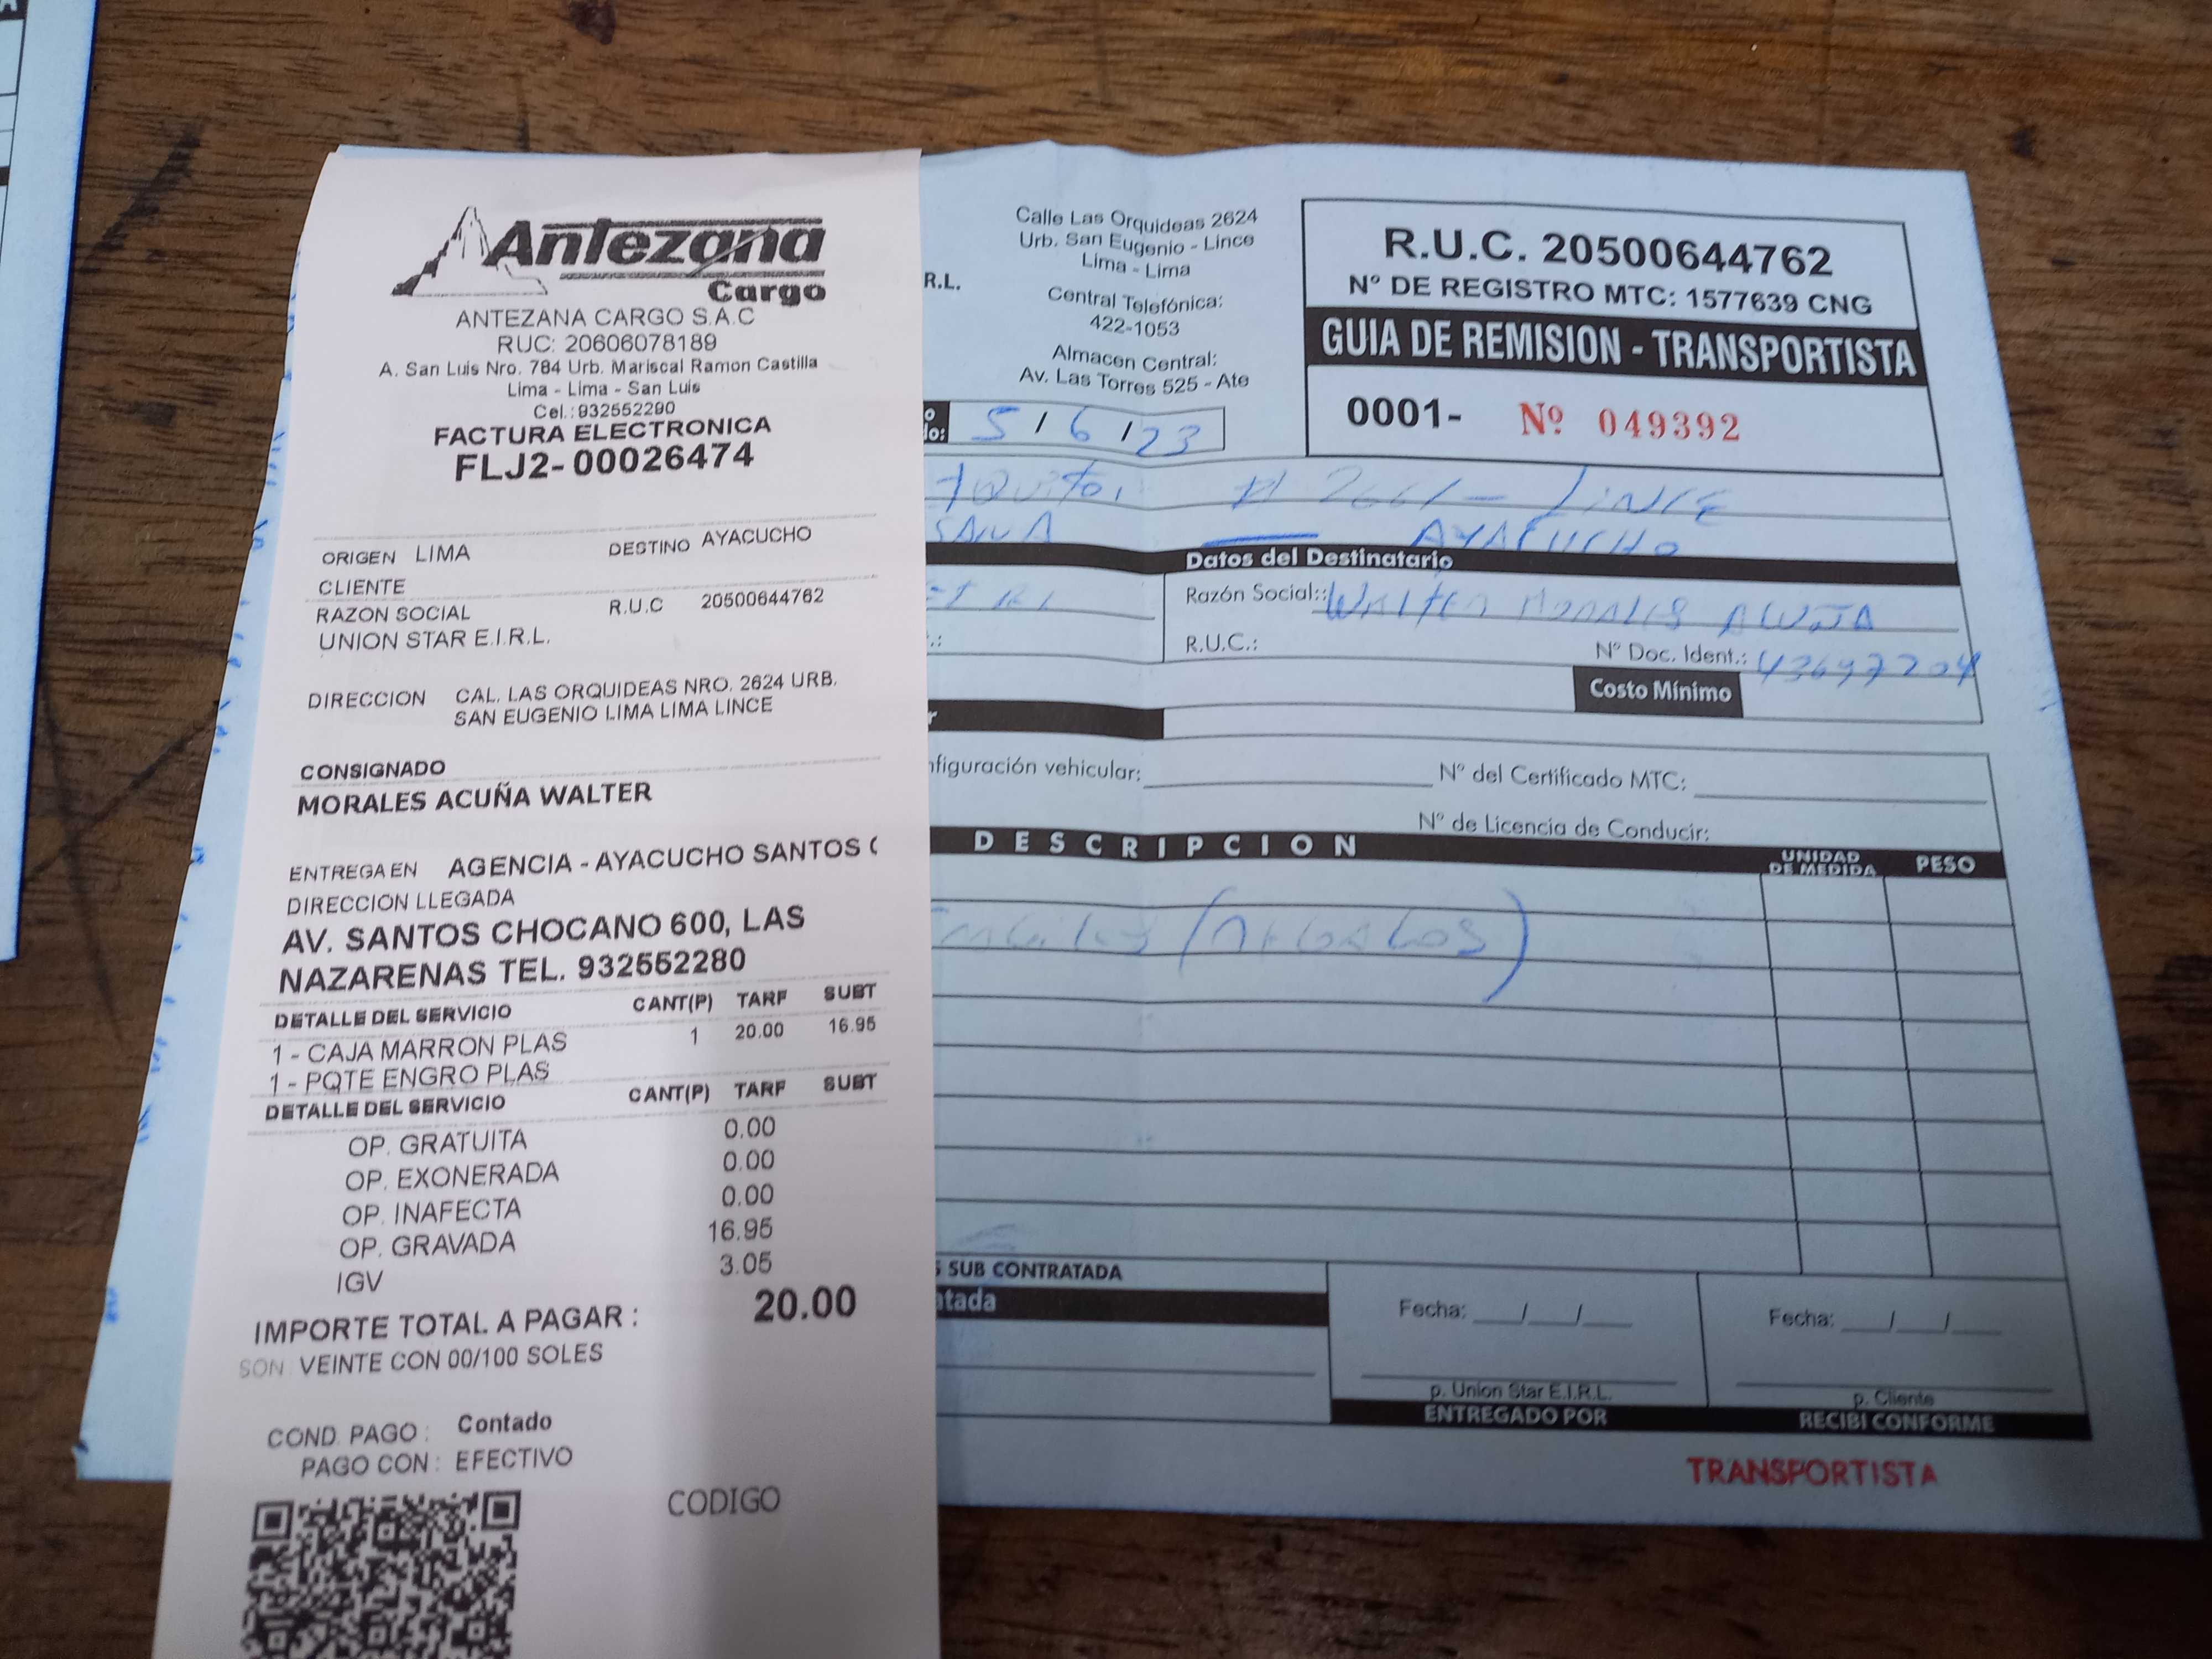 Antezana
Cargo
ANTEZANA CARGO S.A.C
RUC: 20606078189
A. San Luis Nro. 784 Urb. Mariscal Ramon Castilla
Lima - Lima - San Luis
Cel.:932552280
FACTURA ELECTRONICA
FLJ2-00026474
ORIGEN LIMA DESTINO AYACUCHO
CLIENTE
RAZON SOCIAL R.U.C 20500644762
UNION STAR E.I.R.L.
DIRECCION CAL. LAS ORQUIDEAS NRO. 2624 URB.
SAN EUGENIO LIMA LIMA LINCE
CONSIGNADO
MORALES ACUÑA WALTER
ENTREGA EN AGENCIA - AYACUCHO SANTOS C
DIRECCION LLEGADA
AV. SANTOS CHOCANO 600, LAS
NAZARENAS TEL. 932552280
DETALLE DEL SERVICIO CANT(P) TARF SUBT
1 - CAJA MARRON PLAS 1 20.00 16.95
1 - PQTE ENGRO PLAS
DETALLE DEL SERVICIO CANT(P) TARF SUBT
OP. GRATUITA 0.00
OP. EXONERADA 0.00
OP. INAFECTA 0.00
OP. GRAVADA 16.95
IGV 3.05
IMPORTE TOTAL A PAGAR : 20.00
SON VEINTE CON 00/100 SOLES
COND. PAGO : Contado
PAGO CON : EFECTIVO
CODIGO
R.L.
Calle Las Orquideas 2624
Urb. San Eugenio - Lince
Lima - Lima
Central Telefónica:
422-1053
Almacen Central:
Av. Las Torres 525 - Ate
R.U.C. 20500644762
Nº DE REGISTRO MTC: 1577639 CNG
GUIA DE REMISION - TRANSPORTISTA
0001- Nº 049392
o
do: 5 / 6 / 23
# 2661 - LINCE
AYACUCHO
Datos del Destinatario
Razón Social: WALTER MORALES ACUÑA
R.U.C.: Nº Doc. Ident.: 43697204
Costo Mínimo
r
nfiguración vehicular: Nº del Certificado MTC:
Nº de Licencia de Conducir:
DESCRIPCION UNIDAD DE MEDIDA PESO
(REGALOS)
S SUB CONTRATADA
atada
Fecha: / / Fecha: / /
p. Union Star E.I.R.L. p. Cliente
ENTREGADO POR RECIBI CONFORME
TRANSPORTISTA